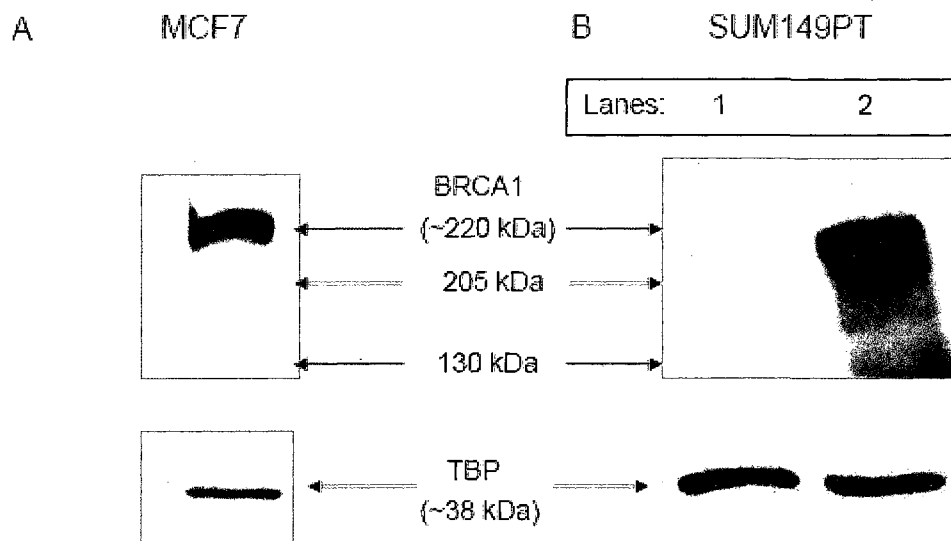 A MCF7 B SUM149PT
Lanes: 1 2
BRCA1
(~220 kDa)
205 kDa
130 kDa
TBP
(~38 kDa)